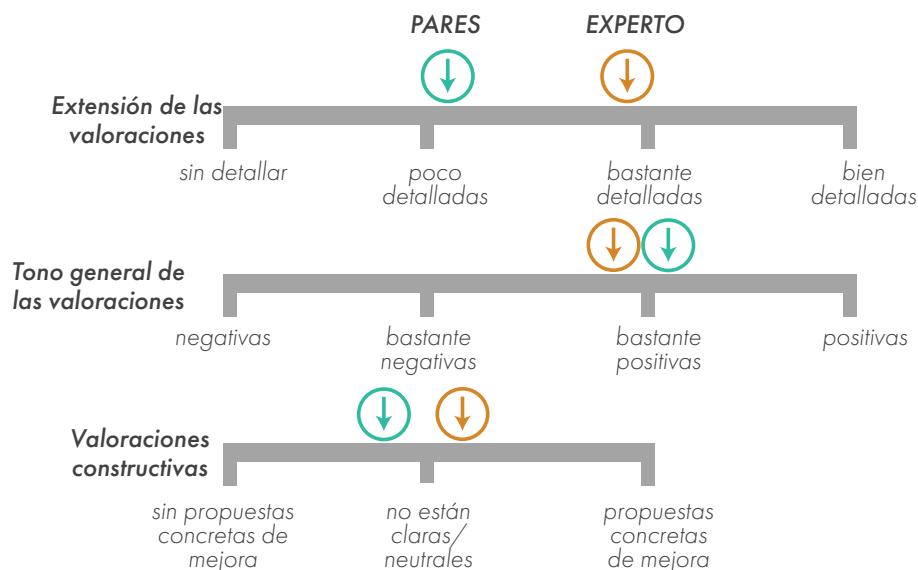 PARES
EXPERTO
Extensión de las
valoraciones
sin detallar
poco
detalladas
bastante
detalladas
bien
detalladas
Tono general de
las valoraciones
negativas
bastante
negativas
bastante
positivas
positivas
Valoraciones
constructivas
sin propuestas
concretas de
mejora
no están
claras/
neutrales
propuestas
concretas
de mejora